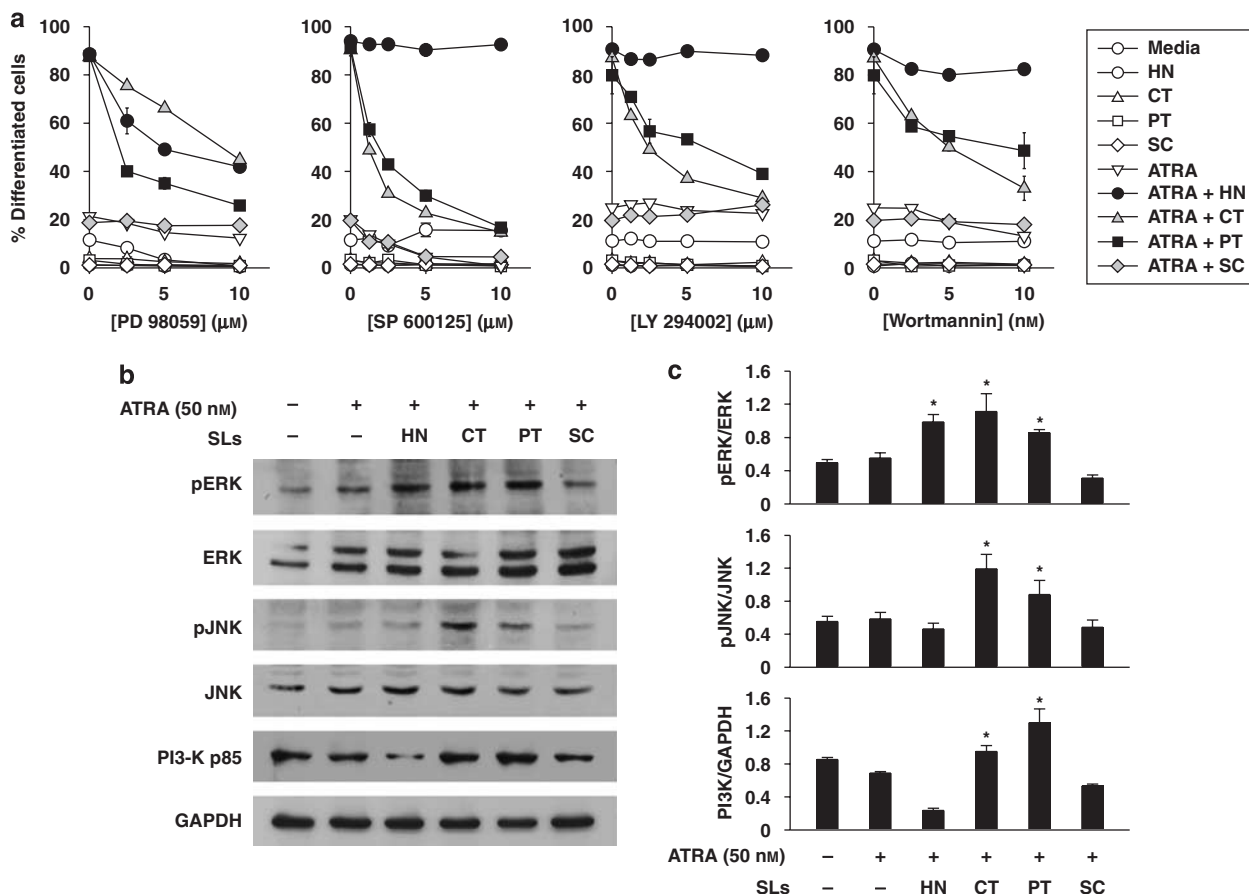 a
% Differentiated cells
100 80 60 40 20 0
0 5 10
[PD 98059] (μM)
100 80 60 40 20 0
0 5 10
[SP 600125] (μM)
100 80 60 40 20 0
0 5 10
[LY 294002] (μM)
100 80 60 40 20 0
0 5 10
[Wortmannin] (nM)
Media
HN
CT
PT
SC
ATRA
ATRA + HN
ATRA + CT
ATRA + PT
ATRA + SC
b
ATRA (50 nM) – + + + + +
SLs – – HN CT PT SC
pERK
ERK
pJNK
JNK
PI3-K p85
GAPDH
c
pERK/ERK
1.6 1.2 0.8 0.4 0
* * *
pJNK/JNK
1.6 1.2 0.8 0.4 0
* *
PI3K/GAPDH
1.6 1.2 0.8 0.4 0
* *
ATRA (50 nM) – + + + + +
SLs – – HN CT PT SC